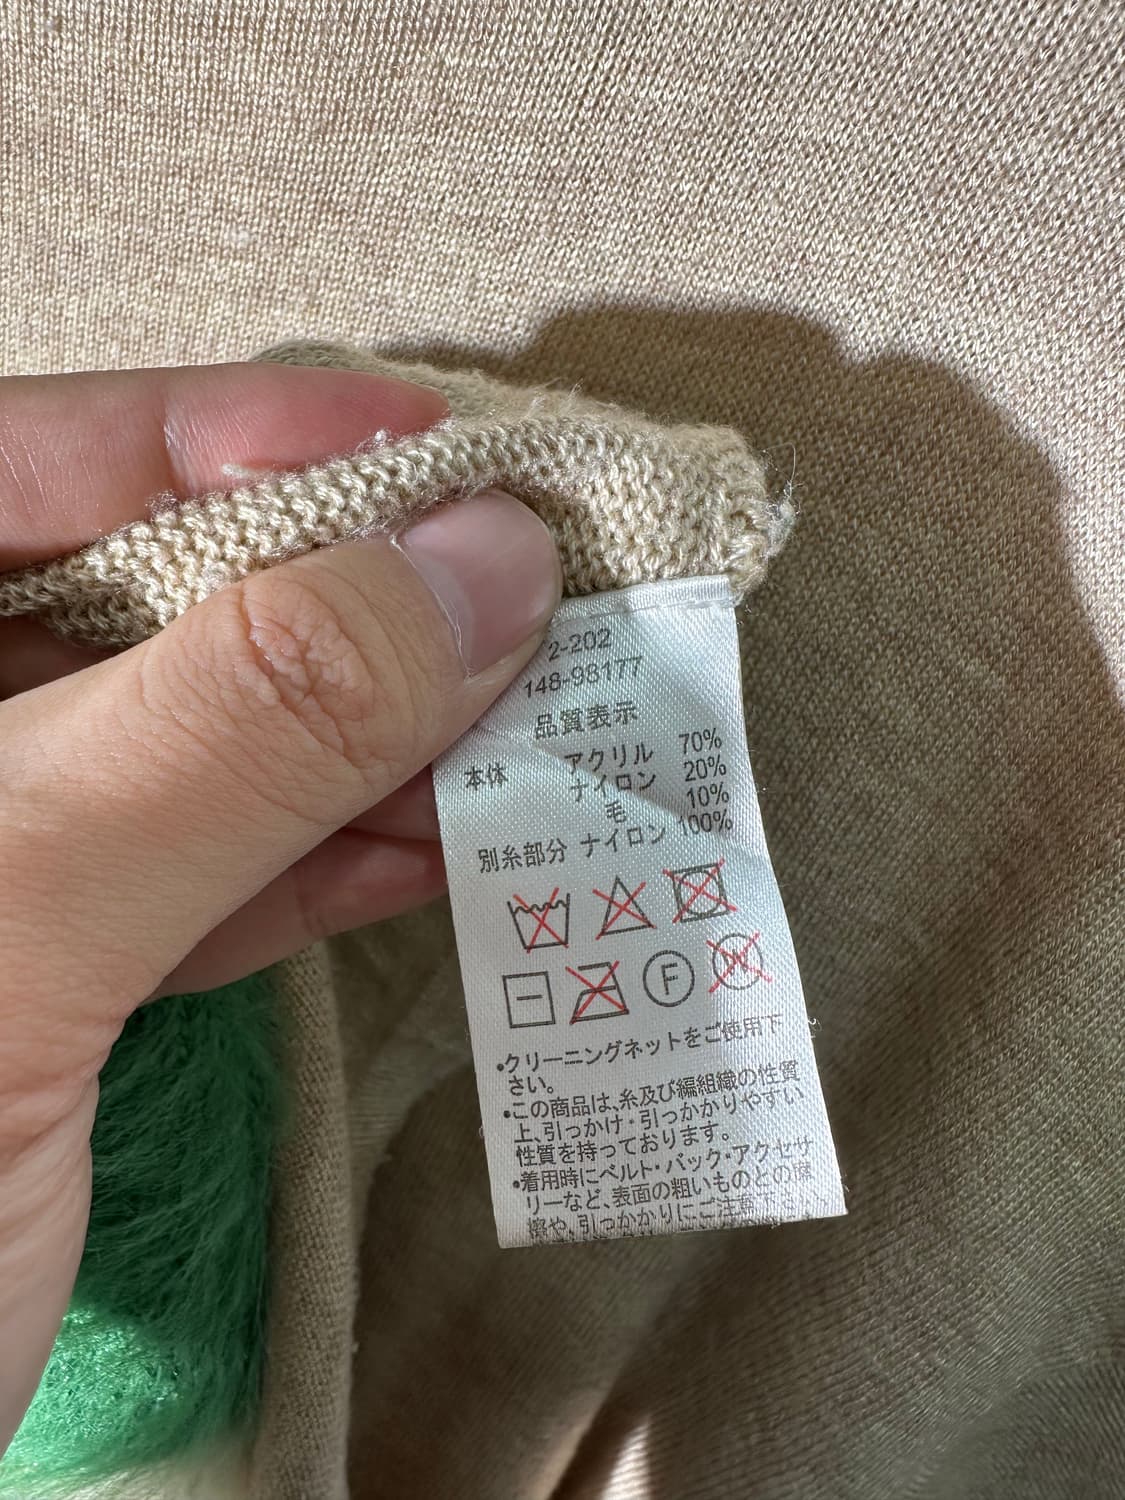 2-202
148-98177
品質表示
本体 アクリル 70%
ナイロン 20%
毛 10%
別糸部分 ナイロン 100%
F
W
・クリーニングネットをご使用下
さい。
・この商品は、糸及び編組織の性質
上、引っかけ・引っかかりやすい
性質を持っております。
・着用時にベルト・バック・アクセサ
リーなど、表面の粗いものとの摩
擦や、引っかかりにご注意下さい